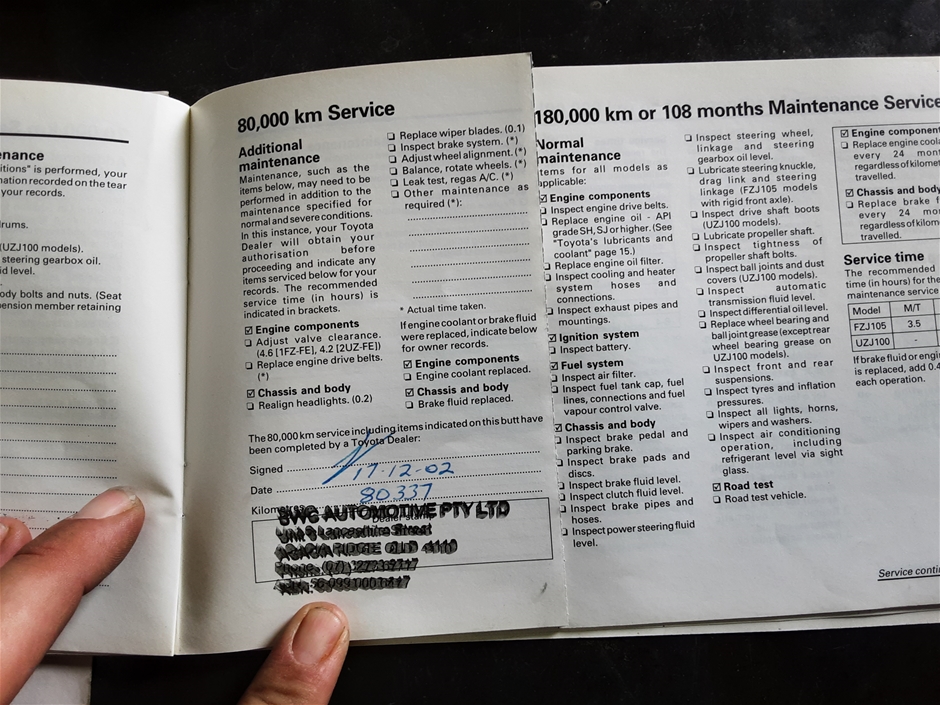 enance
itions" is performed, your
nation recorded on the tear
your records.
drums.
(UZJ100 models).
steering gearbox oil.
id level.
ody bolts and nuts. (Seat
pension member retaining
80,000 km Service
Additional
maintenance
Maintenance, such as the
items below, may need to be
performed in addition to the
maintenance specified for
normal and severe conditions.
In this instance, your Toyota
Dealer will obtain your
authorisation before
proceeding and indicate any
items serviced below for your
records. The recommended
service time (in hours) is
indicated in brackets.
☑ Engine components
❏ Adjust valve clearance.
(4.6 [1FZ-FE], 4.2 [2UZ-FE])
❏ Replace engine drive belts.
(*)
☑ Chassis and body
❏ Realign headlights. (0.2)
❏ Replace wiper blades. (0.1)
❏ Inspect brake system. (*)
❏ Adjust wheel alignment. (*)
❏ Balance, rotate wheels. (*)
❏ Leak test, regas A/C. (*)
❏ Other maintenance as
required (*):
* Actual time taken.
If engine coolant or brake fluid
were replaced, indicate below
for owner records.
☑ Engine components
❏ Engine coolant replaced.
☑ Chassis and body
❏ Brake fluid replaced.
The 80,000 km service including items indicated on this butt have
been completed by a Toyota Dealer:
Signed
Date 17.12.02
Kilom 80337
SWC AUTOMOTIVE PTY LTD
Lancashire Street
ACACIA RIDGE QLD 4110
180,000 km or 108 months Maintenance Service
Normal
maintenance
Items for all models as
applicable:
☑ Engine components
❏ Inspect engine drive belts.
❏ Replace engine oil - API
grade SH, SJ or higher. (See
"Toyota's lubricants and
coolant" page 15.)
❏ Replace engine oil filter.
❏ Inspect cooling and heater
system hoses and
connections.
❏ Inspect exhaust pipes and
mountings.
☑ Ignition system
❏ Inspect battery.
☑ Fuel system
❏ Inspect air filter.
❏ Inspect fuel tank cap, fuel
lines, connections and fuel
vapour control valve.
☑ Chassis and body
❏ Inspect brake pedal and
parking brake.
❏ Inspect brake pads and
discs.
❏ Inspect brake fluid level.
❏ Inspect clutch fluid level.
❏ Inspect brake pipes and
hoses.
❏ Inspect power steering fluid
level.
❏ Inspect steering wheel,
linkage and steering
gearbox oil level.
❏ Lubricate steering knuckle,
drag link and steering
linkage (FZJ105 models
with rigid front axle).
❏ Inspect drive shaft boots
(UZJ100 models).
❏ Lubricate propeller shaft.
❏ Inspect tightness of
propeller shaft bolts.
❏ Inspect ball joints and dust
covers (UZJ100 models).
❏ Inspect automatic
transmission fluid level.
❏ Inspect differential oil level.
❏ Replace wheel bearing and
ball joint grease (except rear
wheel bearing grease on
UZJ100 models).
❏ Inspect front and rear
suspensions.
❏ Inspect tyres and inflation
pressures.
❏ Inspect all lights, horns,
wipers and washers.
❏ Inspect air conditioning
operation, including
refrigerant level via sight
glass.
☑ Road test
❏ Road test vehicle.
☑ Engine component
❏ Replace engine coola
every 24 mont
regardless of kilomet
travelled.
☑ Chassis and body
❏ Replace brake f
every 24 mo
regardless of kilom
travelled.
Service time
The recommended
time (in hours) for the
maintenance service
Model M/T
FZJ105 3.5
UZJ100 -
If brake fluid or engin
is replaced, add 0.4
each operation.
Service contin